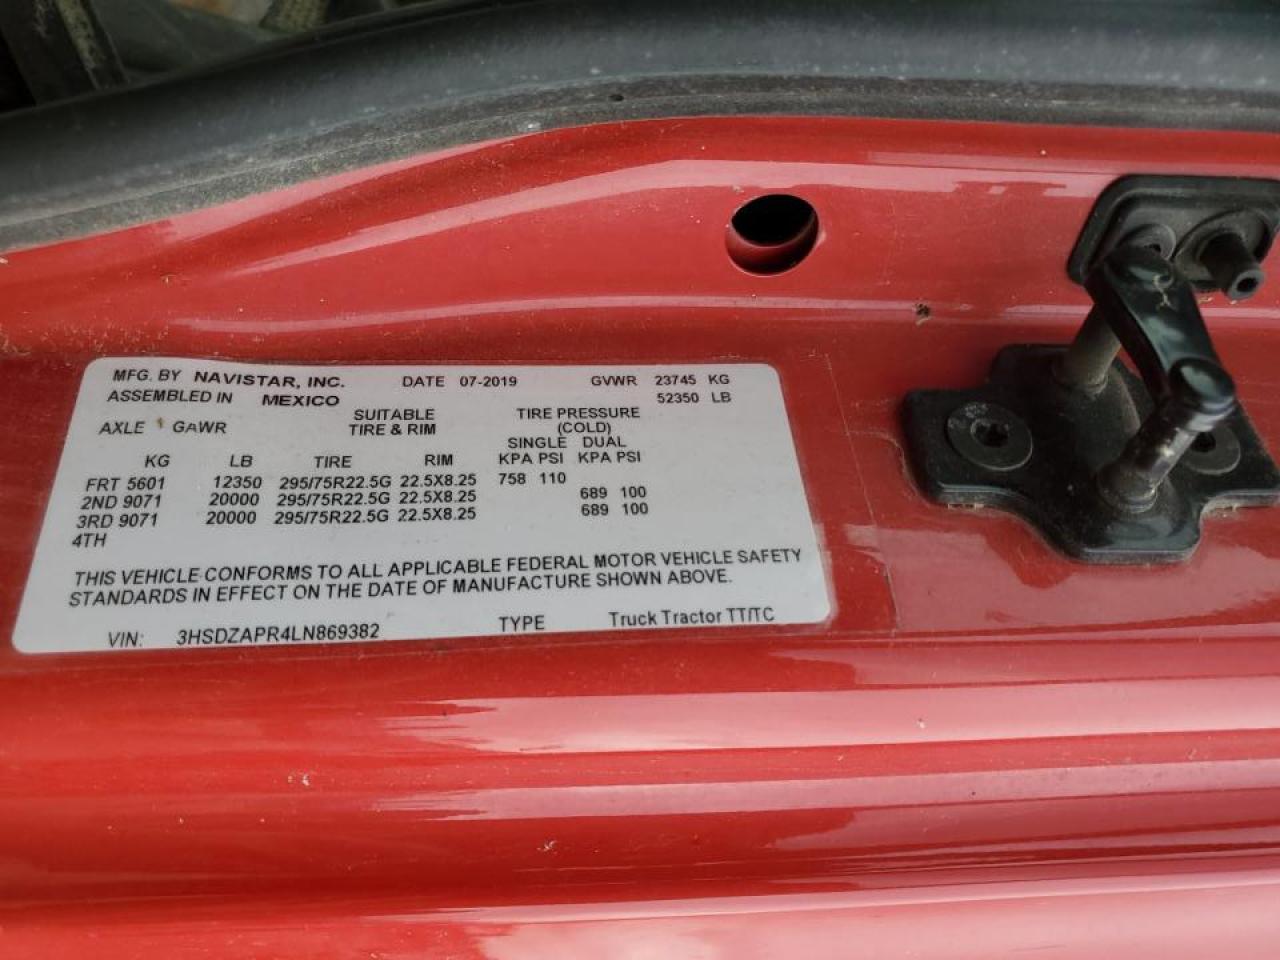 MFG. BY NAVISTAR, INC. DATE 07-2019 GVWR 23745 KG
ASSEMBLED IN MEXICO 52350 LB
AXLE GAWR SUITABLE TIRE & RIM TIRE PRESSURE (COLD)
SINGLE DUAL
KG LB TIRE RIM KPA PSI KPA PSI
FRT 5601 12350 295/75R22.5G 22.5X8.25 758 110
2ND 9071 20000 295/75R22.5G 22.5X8.25 689 100
3RD 9071 20000 295/75R22.5G 22.5X8.25 689 100
4TH
THIS VEHICLE CONFORMS TO ALL APPLICABLE FEDERAL MOTOR VEHICLE SAFETY
STANDARDS IN EFFECT ON THE DATE OF MANUFACTURE SHOWN ABOVE.
VIN: 3HSDZAPR4LN869382 TYPE Truck Tractor TT/TC